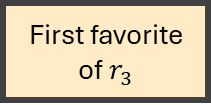 First favorite
of r₃